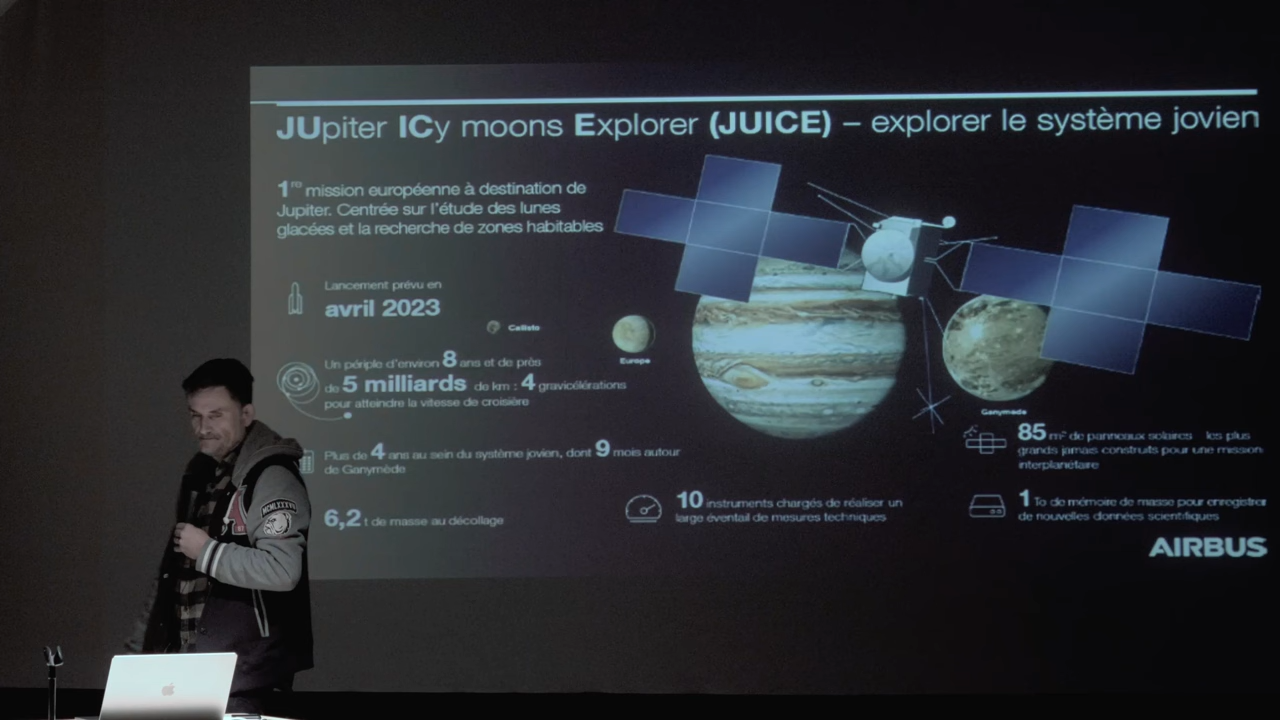 JUpiter ICy moons Explorer (JUICE) – explorer le système jovien
1re mission européenne à destination de
Jupiter. Centrée sur l'étude des lunes
glacées et la recherche de zones habitables
Lancement prévu en
avril 2023
Callisto
Europe
Un périple d'environ 8 ans et de près
de 5 milliards de km : 4 gravicélérations
pour atteindre la vitesse de croisière
Ganymède
85 m² de panneaux solaires les plus
grands jamais construits pour une mission
interplanétaire
Plus de 4 ans au sein du système jovien, dont 9 mois autour
de Ganymède
6,2 t de masse au décollage
10 instruments chargés de réaliser un
large éventail de mesures techniques
1 To de mémoire de masse pour enregistrer
de nouvelles données scientifiques
AIRBUS